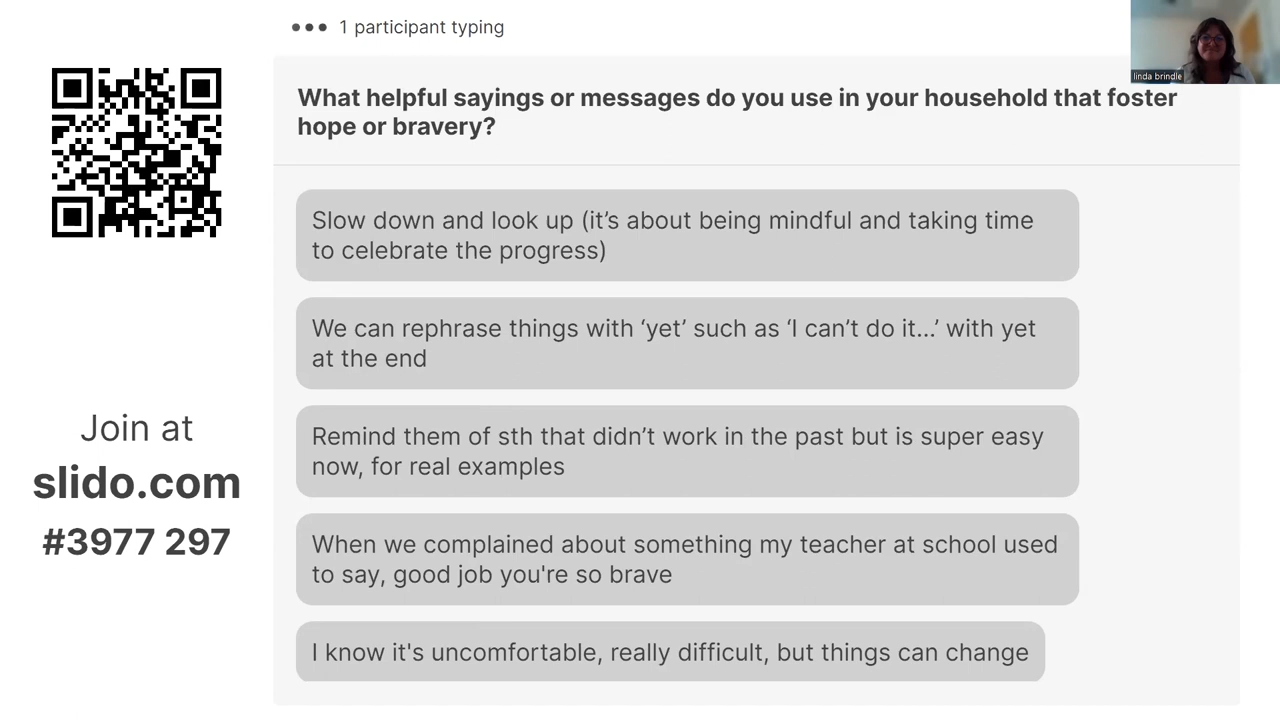 ••• 1 participant typing
linda brindle
What helpful sayings or messages do you use in your household that foster
hope or bravery?
Slow down and look up (it’s about being mindful and taking time
to celebrate the progress)
We can rephrase things with ‘yet’ such as ‘I can’t do it...’ with yet
at the end
Remind them of sth that didn’t work in the past but is super easy
now, for real examples
When we complained about something my teacher at school used
to say, good job you're so brave
I know it's uncomfortable, really difficult, but things can change
Join at
slido.com
#3977 297